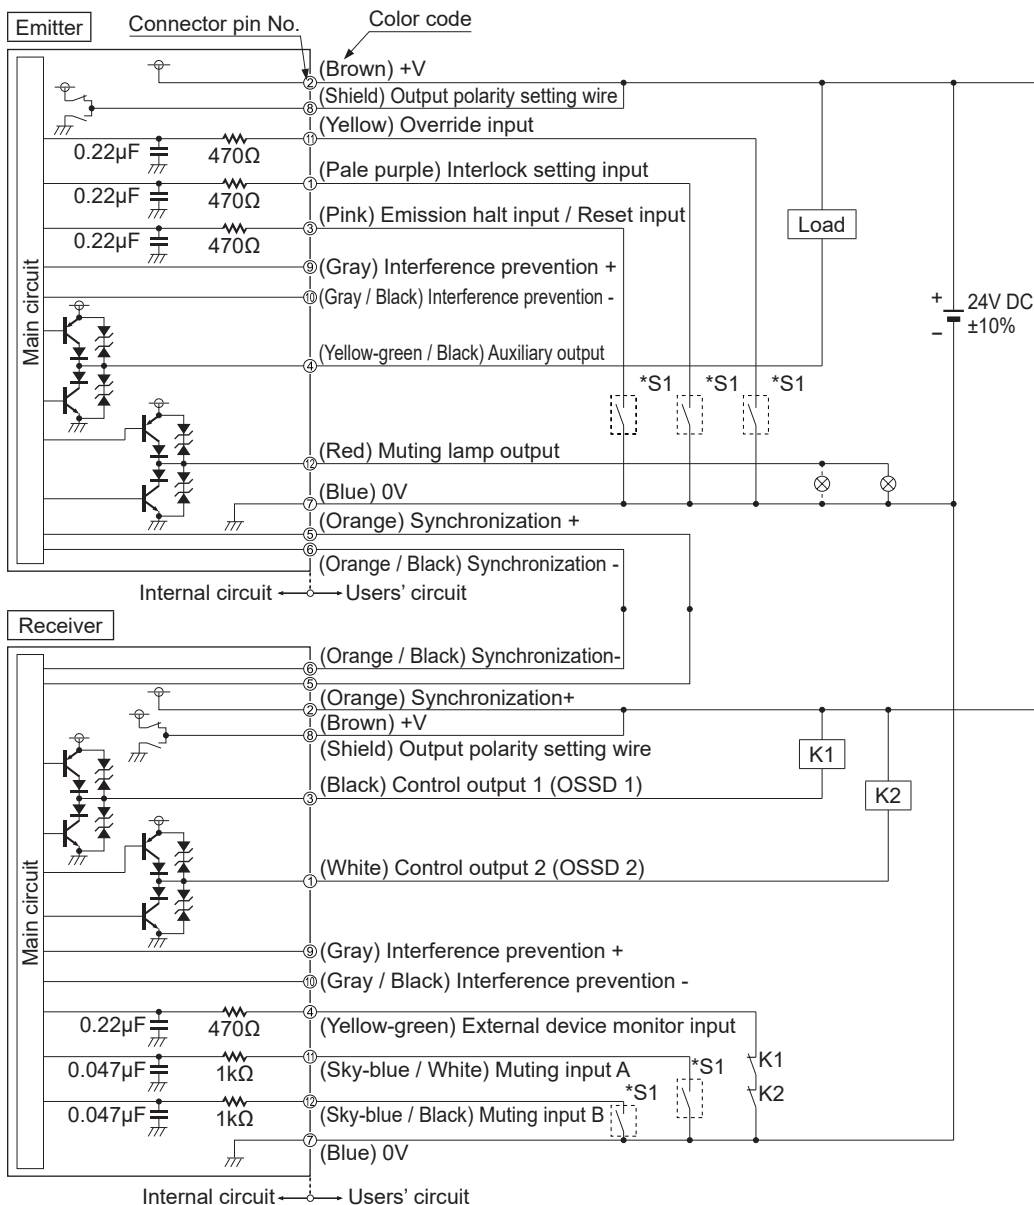 Emitter
Connector pin No.
Color code
② (Brown) +V
⑧ (Shield) Output polarity setting wire
⑪ (Yellow) Override input
0.22µF
470Ω
① (Pale purple) Interlock setting input
0.22µF
470Ω
③ (Pink) Emission halt input / Reset input
0.22µF
470Ω
Load
⑨ (Gray) Interference prevention +
⑩ (Gray / Black) Interference prevention -
Main circuit
+
−
24V DC
±10%
④ (Yellow-green / Black) Auxiliary output
*S1
*S1
*S1
⑫ (Red) Muting lamp output
⑦ (Blue) 0V
⑤ (Orange) Synchronization +
⑥ (Orange / Black) Synchronization -
Internal circuit
Users' circuit
Receiver
⑥ (Orange / Black) Synchronization-
⑤ (Orange) Synchronization+
② (Brown) +V
⑧ (Shield) Output polarity setting wire
K1
K2
③ (Black) Control output 1 (OSSD 1)
① (White) Control output 2 (OSSD 2)
Main circuit
⑨ (Gray) Interference prevention +
⑩ (Gray / Black) Interference prevention -
④ (Yellow-green) External device monitor input
0.22µF
470Ω
⑪ (Sky-blue / White) Muting input A
0.047µF
1kΩ
*S1
K1
⑫ (Sky-blue / Black) Muting input B
0.047µF
1kΩ
*S1
K2
⑦ (Blue) 0V
Internal circuit
Users' circuit